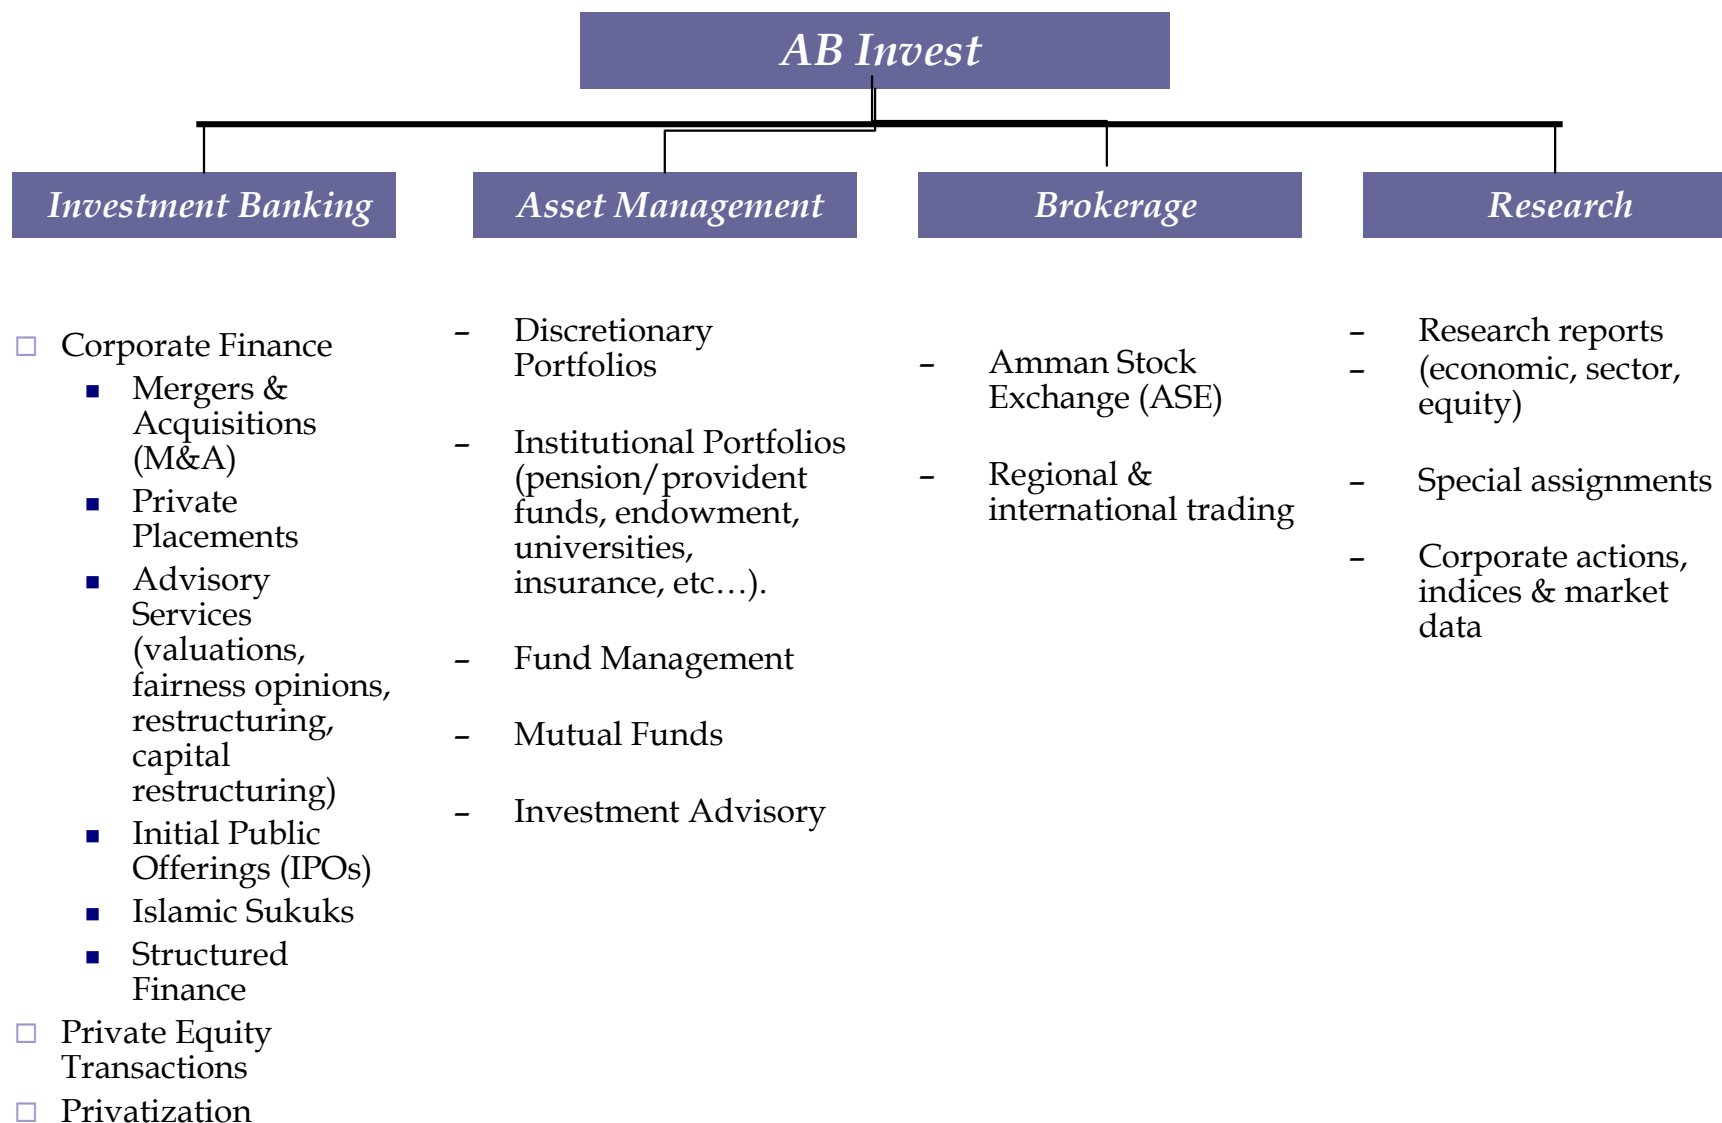 AB Invest
Investment Banking
Asset Management
Brokerage
Research
□ Corporate Finance
■ Mergers &
Acquisitions
(M&A)
■ Private
Placements
■ Advisory
Services
(valuations,
fairness opinions,
restructuring,
capital
restructuring)
■ Initial Public
Offerings (IPOs)
■ Islamic Sukuks
■ Structured
Finance
□ Private Equity
Transactions
□ Privatization
– Discretionary
Portfolios
– Institutional Portfolios
(pension/provident
funds, endowment,
universities,
insurance, etc…).
– Fund Management
– Mutual Funds
– Investment Advisory
– Amman Stock
Exchange (ASE)
– Regional &
international trading
– Research reports
– (economic, sector,
equity)
– Special assignments
– Corporate actions,
indices & market
data